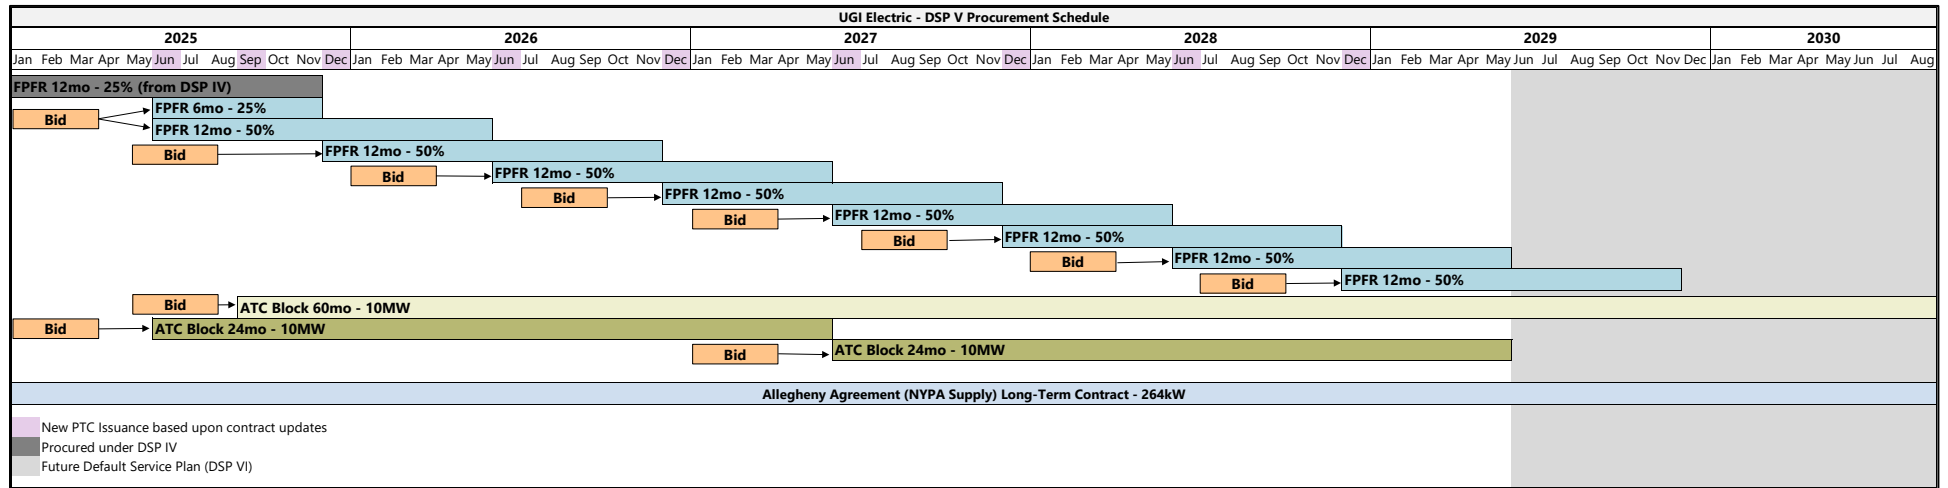 UGI Electric - DSP V Procurement Schedule
2025 2026 2027 2028 2029 2030
Jan Feb Mar Apr May Jun Jul Aug Sep Oct Nov Dec Jan Feb Mar Apr May Jun Jul Aug Sep Oct Nov Dec Jan Feb Mar Apr May Jun Jul Aug Sep Oct Nov Dec Jan Feb Mar Apr May Jun Jul Aug Sep Oct Nov Dec Jan Feb Mar Apr May Jun Jul Aug Sep Oct Nov Dec Jan Feb Mar Apr May Jun Jul Aug
FPFR 12mo - 25% (from DSP IV)
FPFR 6mo - 25%
Bid
FPFR 12mo - 50%
Bid
FPFR 12mo - 50%
Bid
FPFR 12mo - 50%
Bid
FPFR 12mo - 50%
Bid
FPFR 12mo - 50%
Bid
FPFR 12mo - 50%
Bid
FPFR 12mo - 50%
Bid
FPFR 12mo - 50%
Bid
ATC Block 60mo - 10MW
Bid
ATC Block 24mo - 10MW
Bid
ATC Block 24mo - 10MW
Allegheny Agreement (NYPA Supply) Long-Term Contract - 264kW
New PTC Issuance based upon contract updates
Procured under DSP IV
Future Default Service Plan (DSP VI)